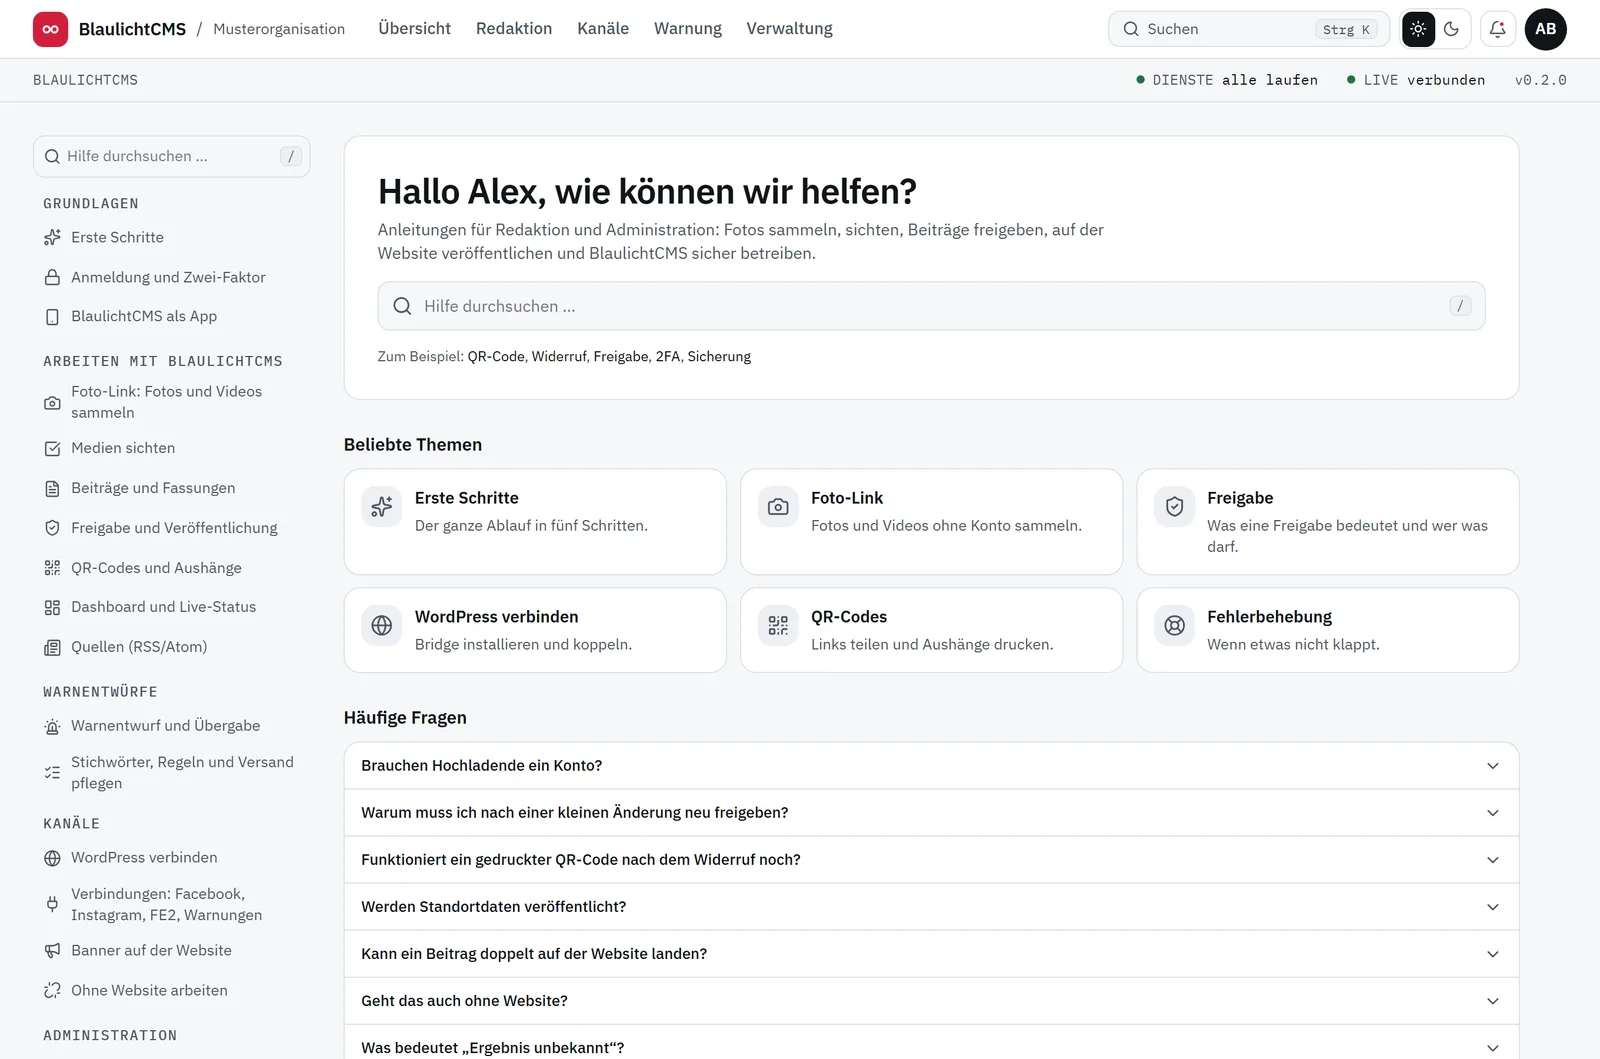 BlaulichtCMS / Musterorganisation Übersicht Redaktion Kanäle Warnung Verwaltung Suchen Strg K AB
BLAULICHTCMS DIENSTE alle laufen LIVE verbunden v0.2.0
Hilfe durchsuchen ... /
GRUNDLAGEN
Erste Schritte
Anmeldung und Zwei-Faktor
BlaulichtCMS als App
ARBEITEN MIT BLAULICHTCMS
Foto-Link: Fotos und Videos
sammeln
Medien sichten
Beiträge und Fassungen
Freigabe und Veröffentlichung
QR-Codes und Aushänge
Dashboard und Live-Status
Quellen (RSS/Atom)
WARNENTWÜRFE
Warnentwurf und Übergabe
Stichwörter, Regeln und Versand
pflegen
KANÄLE
WordPress verbinden
Verbindungen: Facebook,
Instagram, FE2, Warnungen
Banner auf der Website
Ohne Website arbeiten
ADMINISTRATION
Hallo Alex, wie können wir helfen?
Anleitungen für Redaktion und Administration: Fotos sammeln, sichten, Beiträge freigeben, auf der
Website veröffentlichen und BlaulichtCMS sicher betreiben.
Hilfe durchsuchen ... /
Zum Beispiel: QR-Code, Widerruf, Freigabe, 2FA, Sicherung
Beliebte Themen
Erste Schritte
Der ganze Ablauf in fünf Schritten.
Foto-Link
Fotos und Videos ohne Konto sammeln.
Freigabe
Was eine Freigabe bedeutet und wer was
darf.
WordPress verbinden
Bridge installieren und koppeln.
QR-Codes
Links teilen und Aushänge drucken.
Fehlerbehebung
Wenn etwas nicht klappt.
Häufige Fragen
Brauchen Hochladende ein Konto?
Warum muss ich nach einer kleinen Änderung neu freigeben?
Funktioniert ein gedruckter QR-Code nach dem Widerruf noch?
Werden Standortdaten veröffentlicht?
Kann ein Beitrag doppelt auf der Website landen?
Geht das auch ohne Website?
Was bedeutet „Ergebnis unbekannt“?